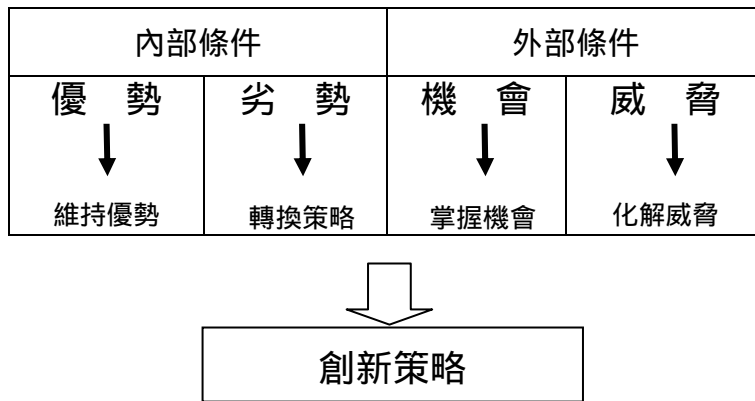 內部條件 外部條件
優 勢 劣 勢 機 會 威 脅
維持優勢 轉換策略 掌握機會 化解威脅
創新策略